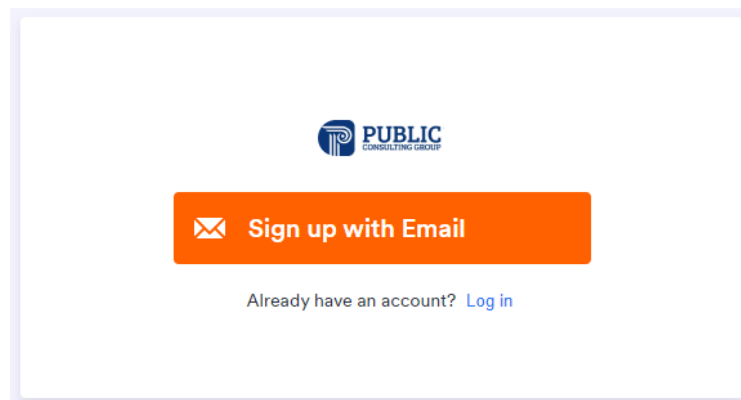 PUBLIC
CONSULTING GROUP
Sign up with Email
Already have an account? Log in